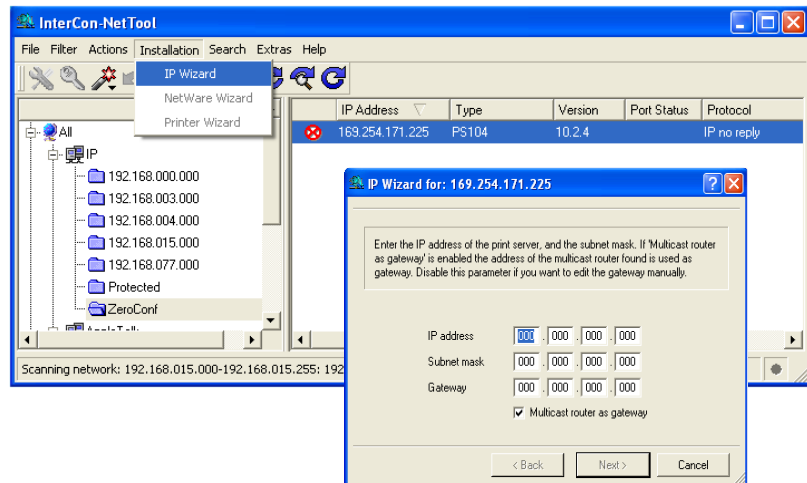 InterCon-NetTool
File Filter Actions Installation Search Extras Help
IP Wizard
NetWare Wizard
Printer Wizard
IP Address Type Version Port Status Protocol
169.254.171.225 PS104 10.2.4 IP no reply
All
IP
192.168.000.000
192.168.003.000
192.168.004.000
192.168.015.000
192.168.077.000
Protected
ZeroConf
Scanning network: 192.168.015.000-192.168.015.255: 192
IP Wizard for: 169.254.171.225
Enter the IP address of the print server, and the subnet mask. If 'Multicast router
as gateway' is enabled the address of the multicast router found is used as
gateway. Disable this parameter if you want to edit the gateway manually.
IP address 000 . 000 . 000 . 000
Subnet mask 000 . 000 . 000 . 000
Gateway 000 . 000 . 000 . 000
Multicast router as gateway
< Back Next > Cancel